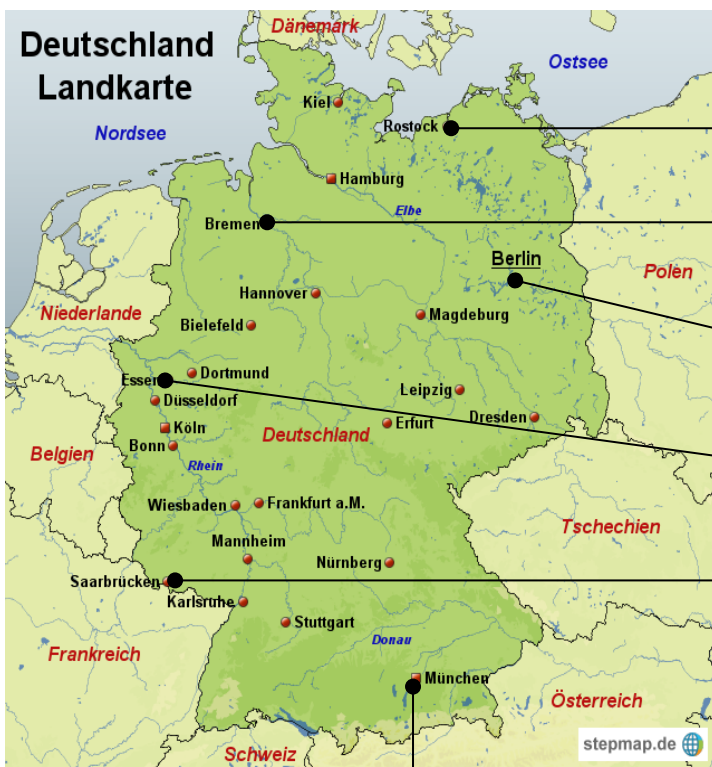 Deutschland
Landkarte
Dänemark
Ostsee
Nordsee
Kiel
Rostock
Hamburg
Elbe
Bremen
Berlin
Polen
Hannover
Niederlande
Magdeburg
Bielefeld
Dortmund
Essen
Leipzig
Düsseldorf
Dresden
Erfurt
Köln
Deutschland
Bonn
Belgien
Rhein
Wiesbaden
Frankfurt a.M.
Tschechien
Mannheim
Nürnberg
Saarbrücken
Karlsruhe
Stuttgart
Donau
Frankreich
München
Österreich
stepmap.de
Schweiz